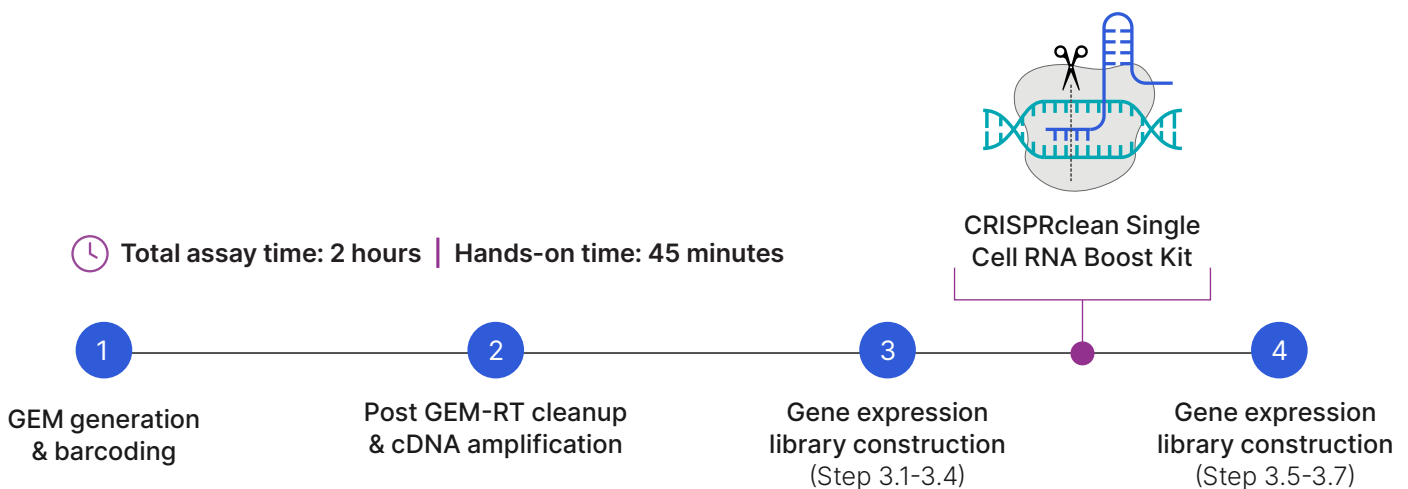 CRISPRclean Single
Cell RNA Boost Kit
Total assay time: 2 hours | Hands-on time: 45 minutes
1
2
3
4
GEM generation
& barcoding
Post GEM-RT cleanup
& cDNA amplification
Gene expression
library construction
(Step 3.1-3.4)
Gene expression
library construction
(Step 3.5-3.7)